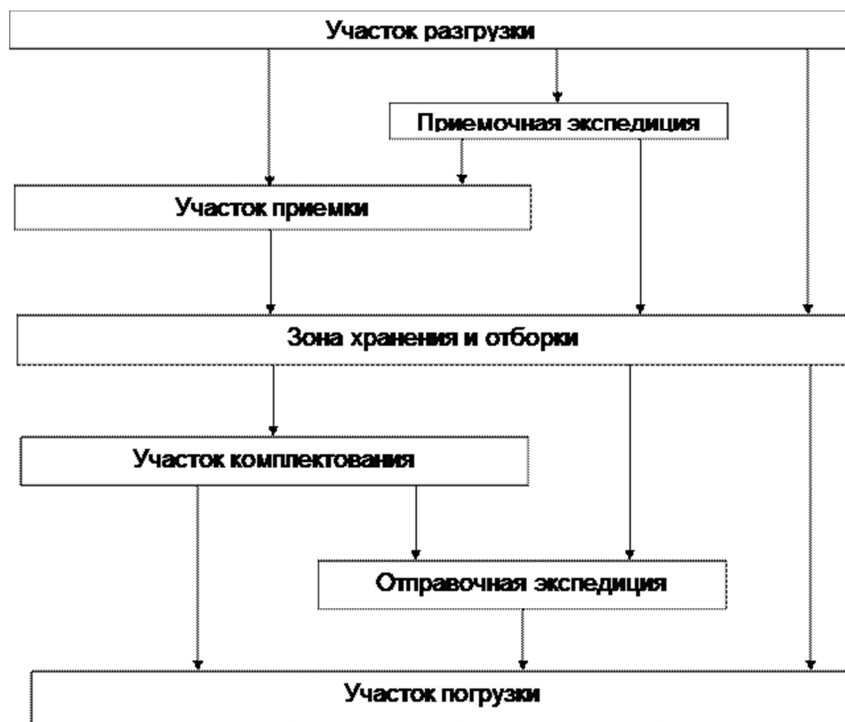 Участок разгрузки
Приемочная экспедиция
Участок приемки
Зона хранения и отборки
Участок комплектования
Отправочная экспедиция
Участок погрузки